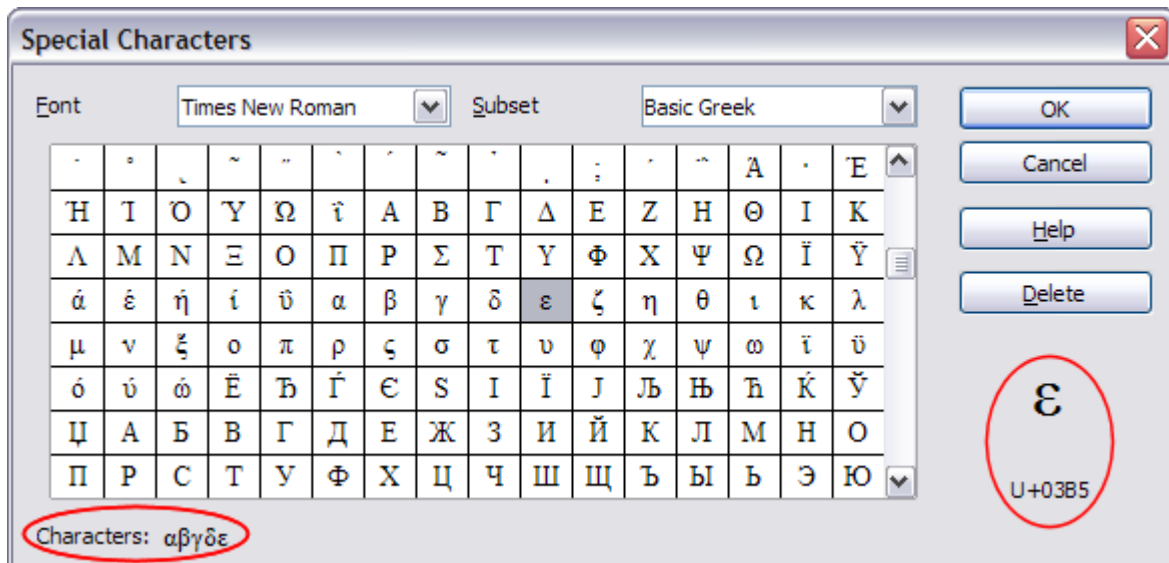 Special Characters
Font Times New Roman Subset Basic Greek OK
Cancel
Help
Delete
˙ ˚ ˛ ˜ ˝ ̀ ́ ̃ ̉ ̣ ; ΄ ΅ Ά · Έ
Ή Ί Ό Ύ Ώ ΐ Α Β Γ Δ Ε Ζ Η Θ Ι Κ
Λ Μ Ν Ξ Ο Π Ρ Σ Τ Υ Φ Χ Ψ Ω Ϊ Ϋ
ά έ ή ί ΰ α β γ δ ε ζ η θ ι κ λ
μ ν ξ ο π ρ ς σ τ υ φ χ ψ ω ϊ ϋ
ό ύ ώ Ё Ђ Ѓ Є Ѕ І Ї Ј Љ Њ Ћ Ќ Ў
Џ А Б В Г Д Е Ж З И Й К Л М Н О
П Р С Т У Ф Х Ц Ч Ш Щ Ъ Ы Ь Э Ю
ε
U+03B5
Characters: αβγδε